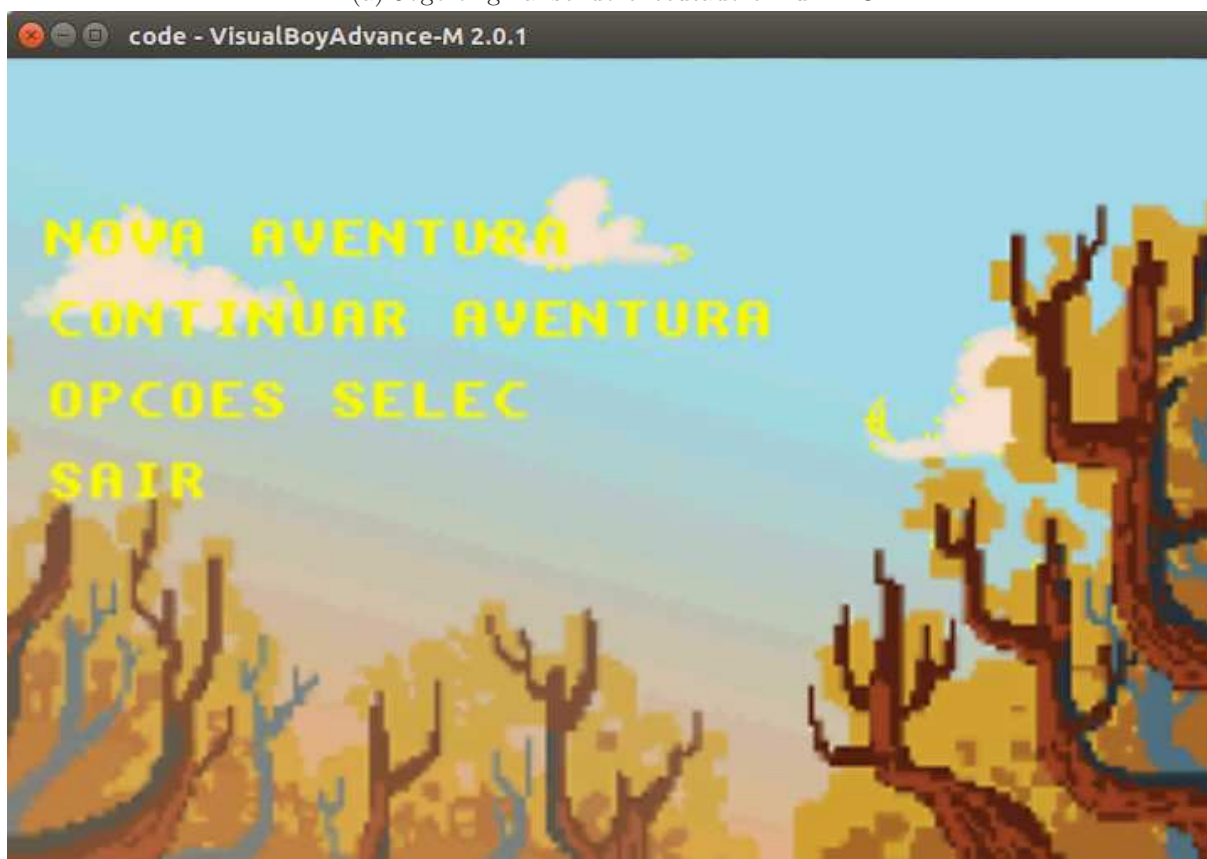 code - VisualBoyAdvance-M 2.0.1
NOVA AVENTURA
CONTINUAR AVENTURA
OPCOES SELEC
SAIR